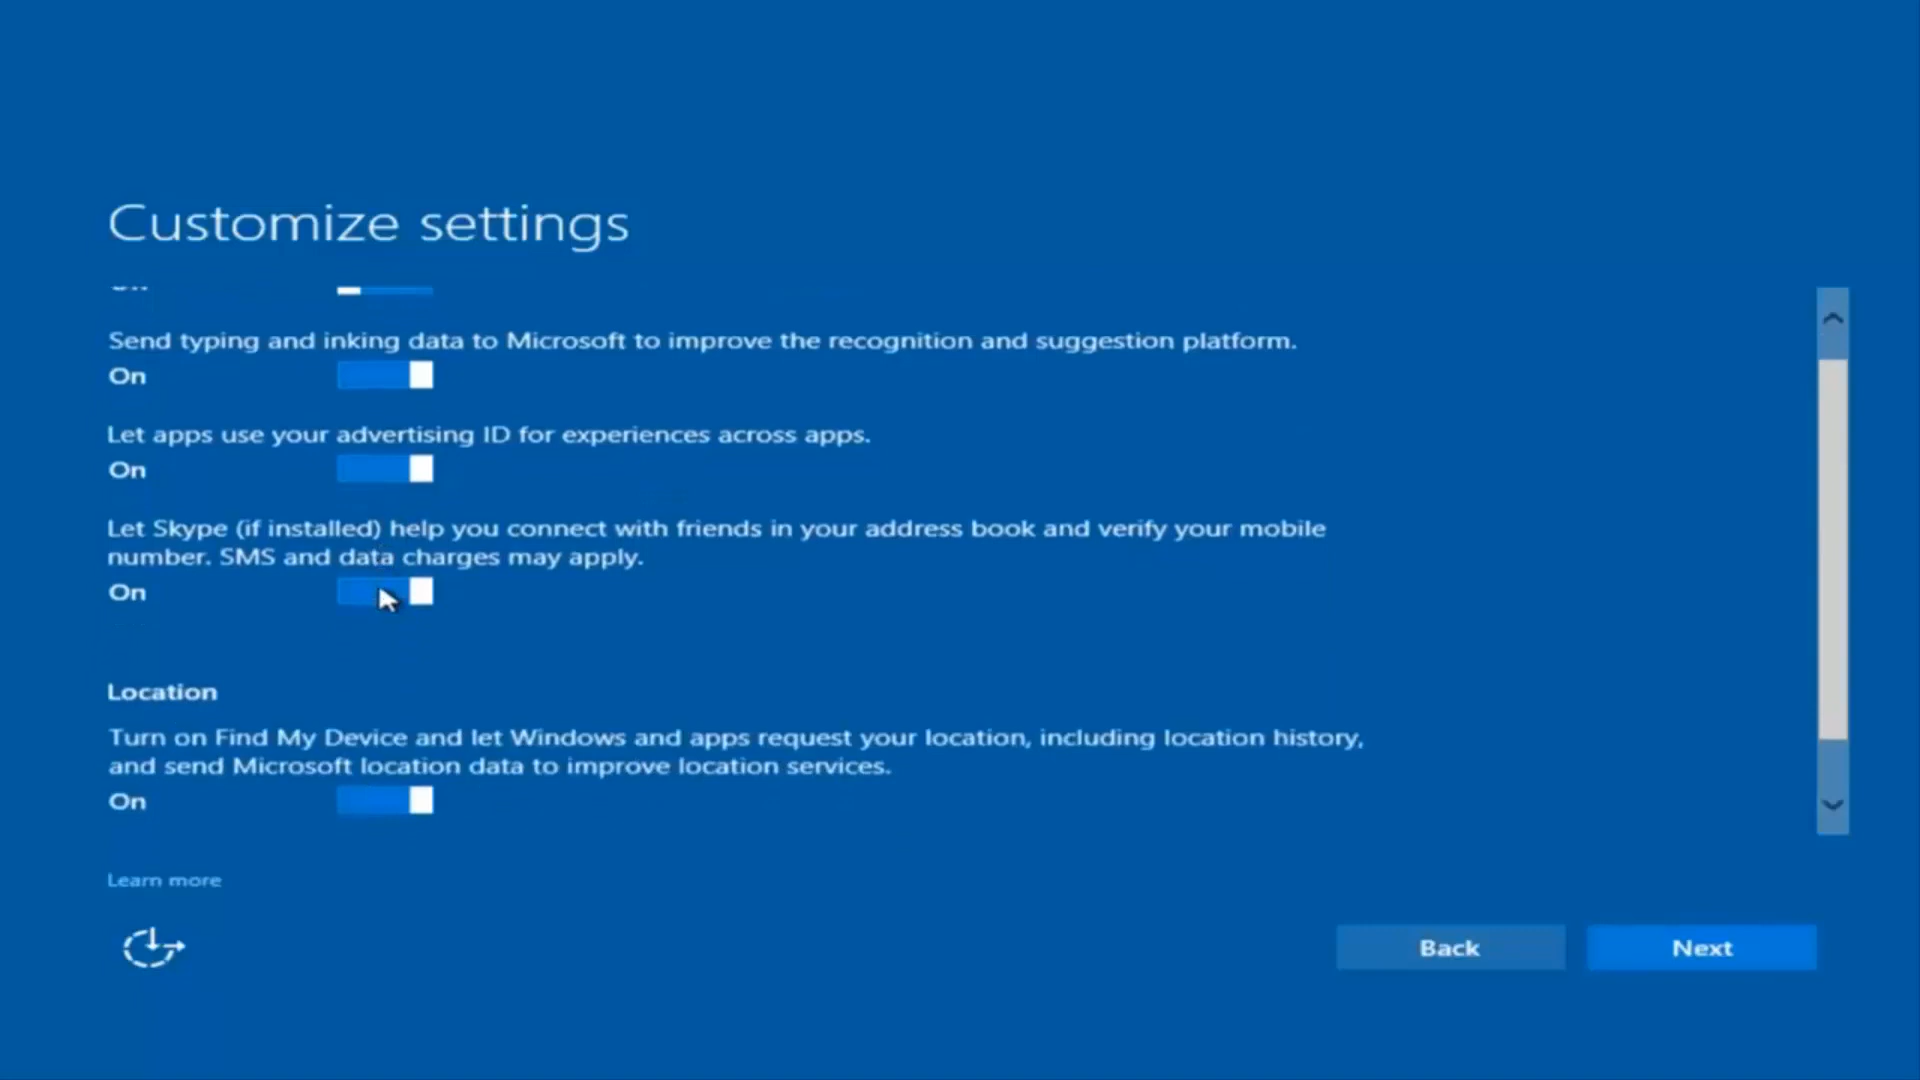 Customize settings
Send typing and inking data to Microsoft to improve the recognition and suggestion platform.
On
Let apps use your advertising ID for experiences across apps.
On
Let Skype (if installed) help you connect with friends in your address book and verify your mobile
number. SMS and data charges may apply.
On
Location
Turn on Find My Device and let Windows and apps request your location, including location history,
and send Microsoft location data to improve location services.
On
Learn more
Back
Next